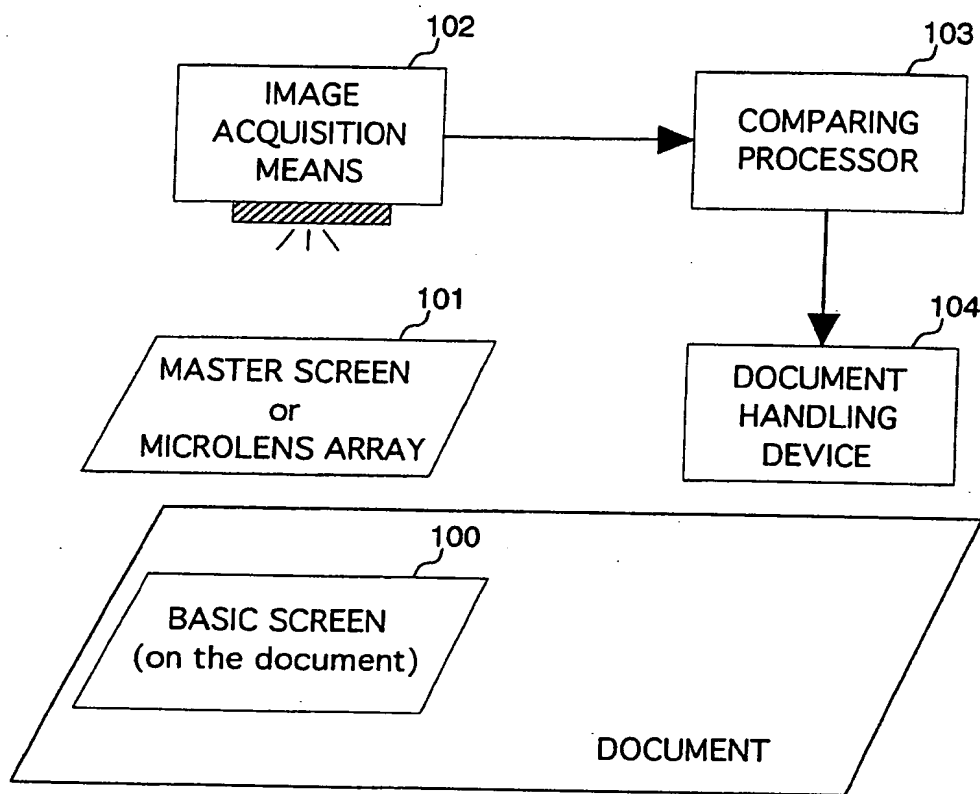 102
IMAGE
ACQUISITION
MEANS
103
COMPARING
PROCESSOR
101
MASTER SCREEN
or
MICROLENS ARRAY
104
DOCUMENT
HANDLING
DEVICE
100
BASIC SCREEN
(on the document)
DOCUMENT